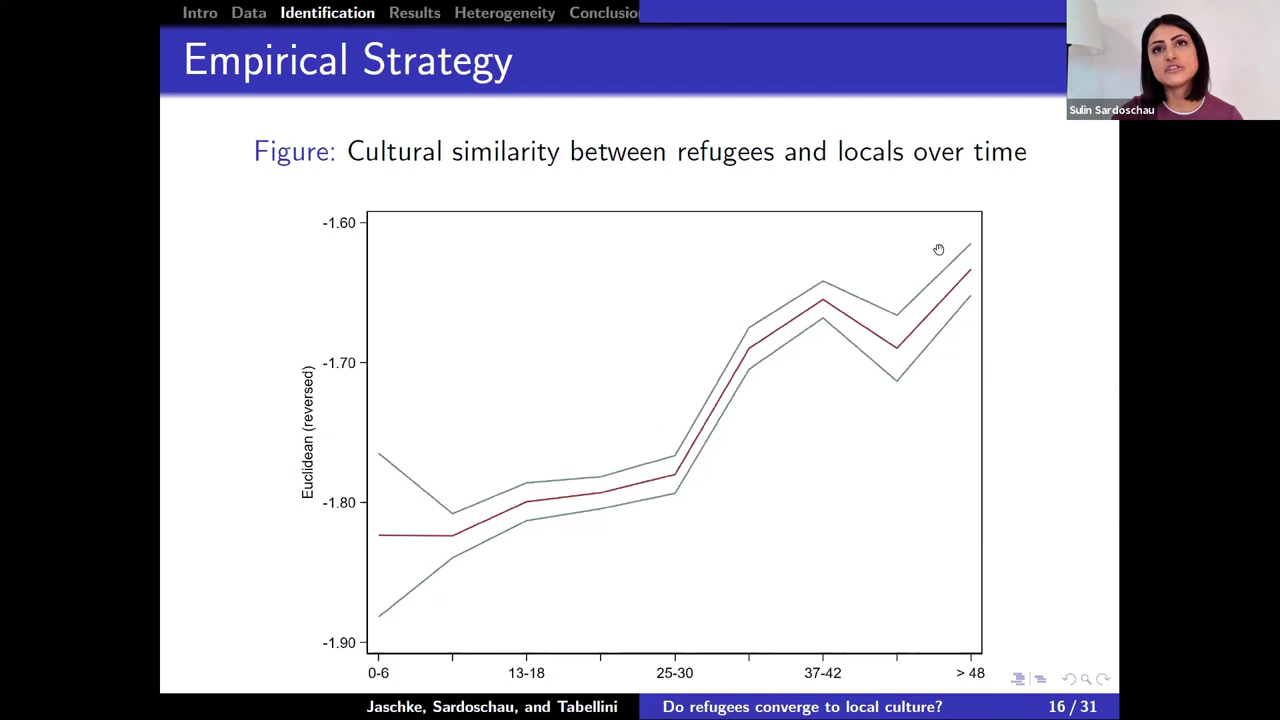 Intro Data Identification Results Heterogeneity Conclusio
Empirical Strategy
Sulin Sardoschau
Figure: Cultural similarity between refugees and locals over time
-1.60
-1.70
-1.80
-1.90
Euclidean (reversed)
0-6 13-18 25-30 37-42 > 48
Jaschke, Sardoschau, and Tabellini Do refugees converge to local culture? 16 / 31